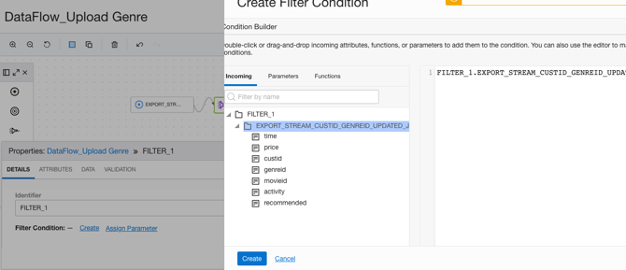 DataFlow_Upload Genre
EXPORT_STR...
Properties: DataFlow_Upload Genre » FILTER_1
DETAILS ATTRIBUTES DATA VALIDATION
Identifier
FILTER_1
Filter Condition: — Create Assign Parameter
Create Filter Condition
Condition Builder
Double-click or drag-and-drop incoming attributes, functions, or parameters to add them to the condition. You can also use the editor to
conditions.
Incoming Parameters Functions
Filter by name
FILTER_1
EXPORT_STREAM_CUSTID_GENREID_UPDATED_
time
price
custid
genreid
movieid
activity
recommended
1 FILTER_1.EXPORT_STREAM_CUSTID_GENREID_UPDA
Create Cancel